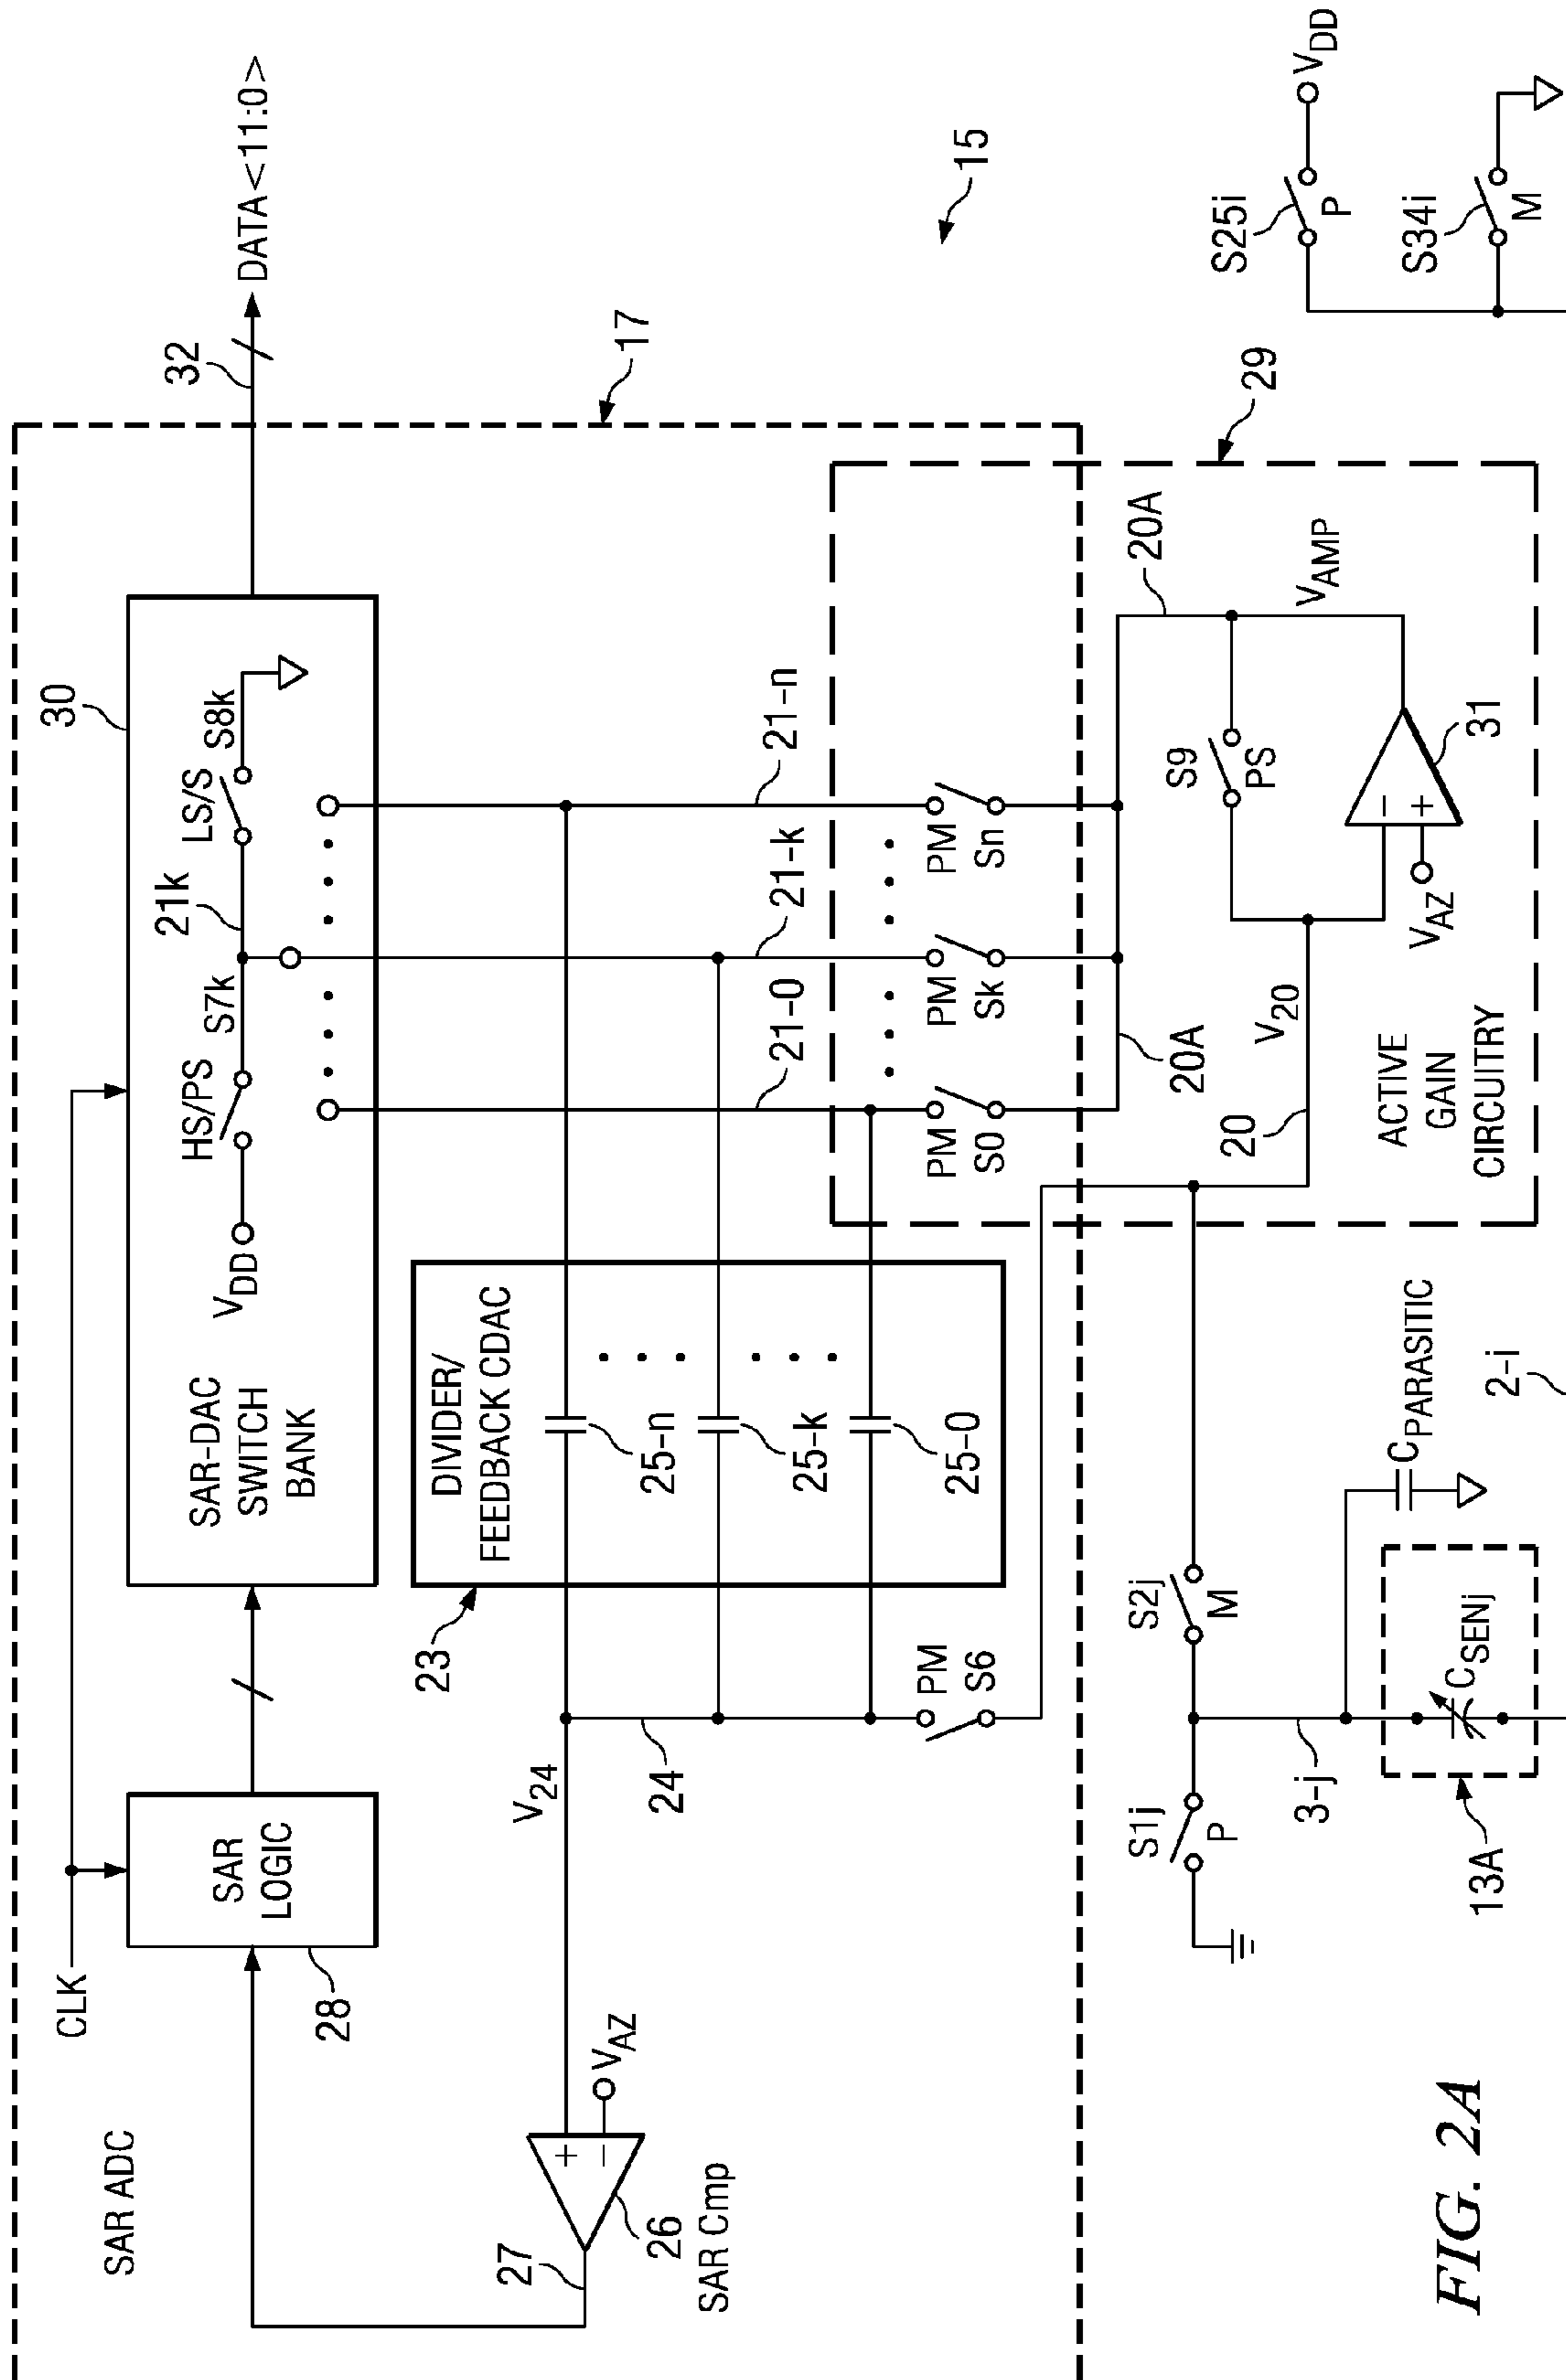 SAR ADC
CLK
SAR
LOGIC
28
30
SAR-DAC
SWITCH
BANK
VDD
HS/PS
S7k
21k
LS/S
S8k
32
DATA<11:0>
17
15
27
26
SAR Cmp
VAZ
V24
24
23
DIVIDER/
FEEDBACK CDAC
25-n
25-k
25-0
21-0
21-k
21-n
PM
S6
PM
S0
PM
Sk
PM
Sn
20A
20A
29
S9
PS
VAMP
31
VAZ
V20
20
ACTIVE
GAIN
CIRCUITRY
S1j
P
S2j
M
3-j
CPARASITIC
CSENj
13A
2-i
S25i
P
VDD
S34i
M
FIG. 2A
+
−
−
+